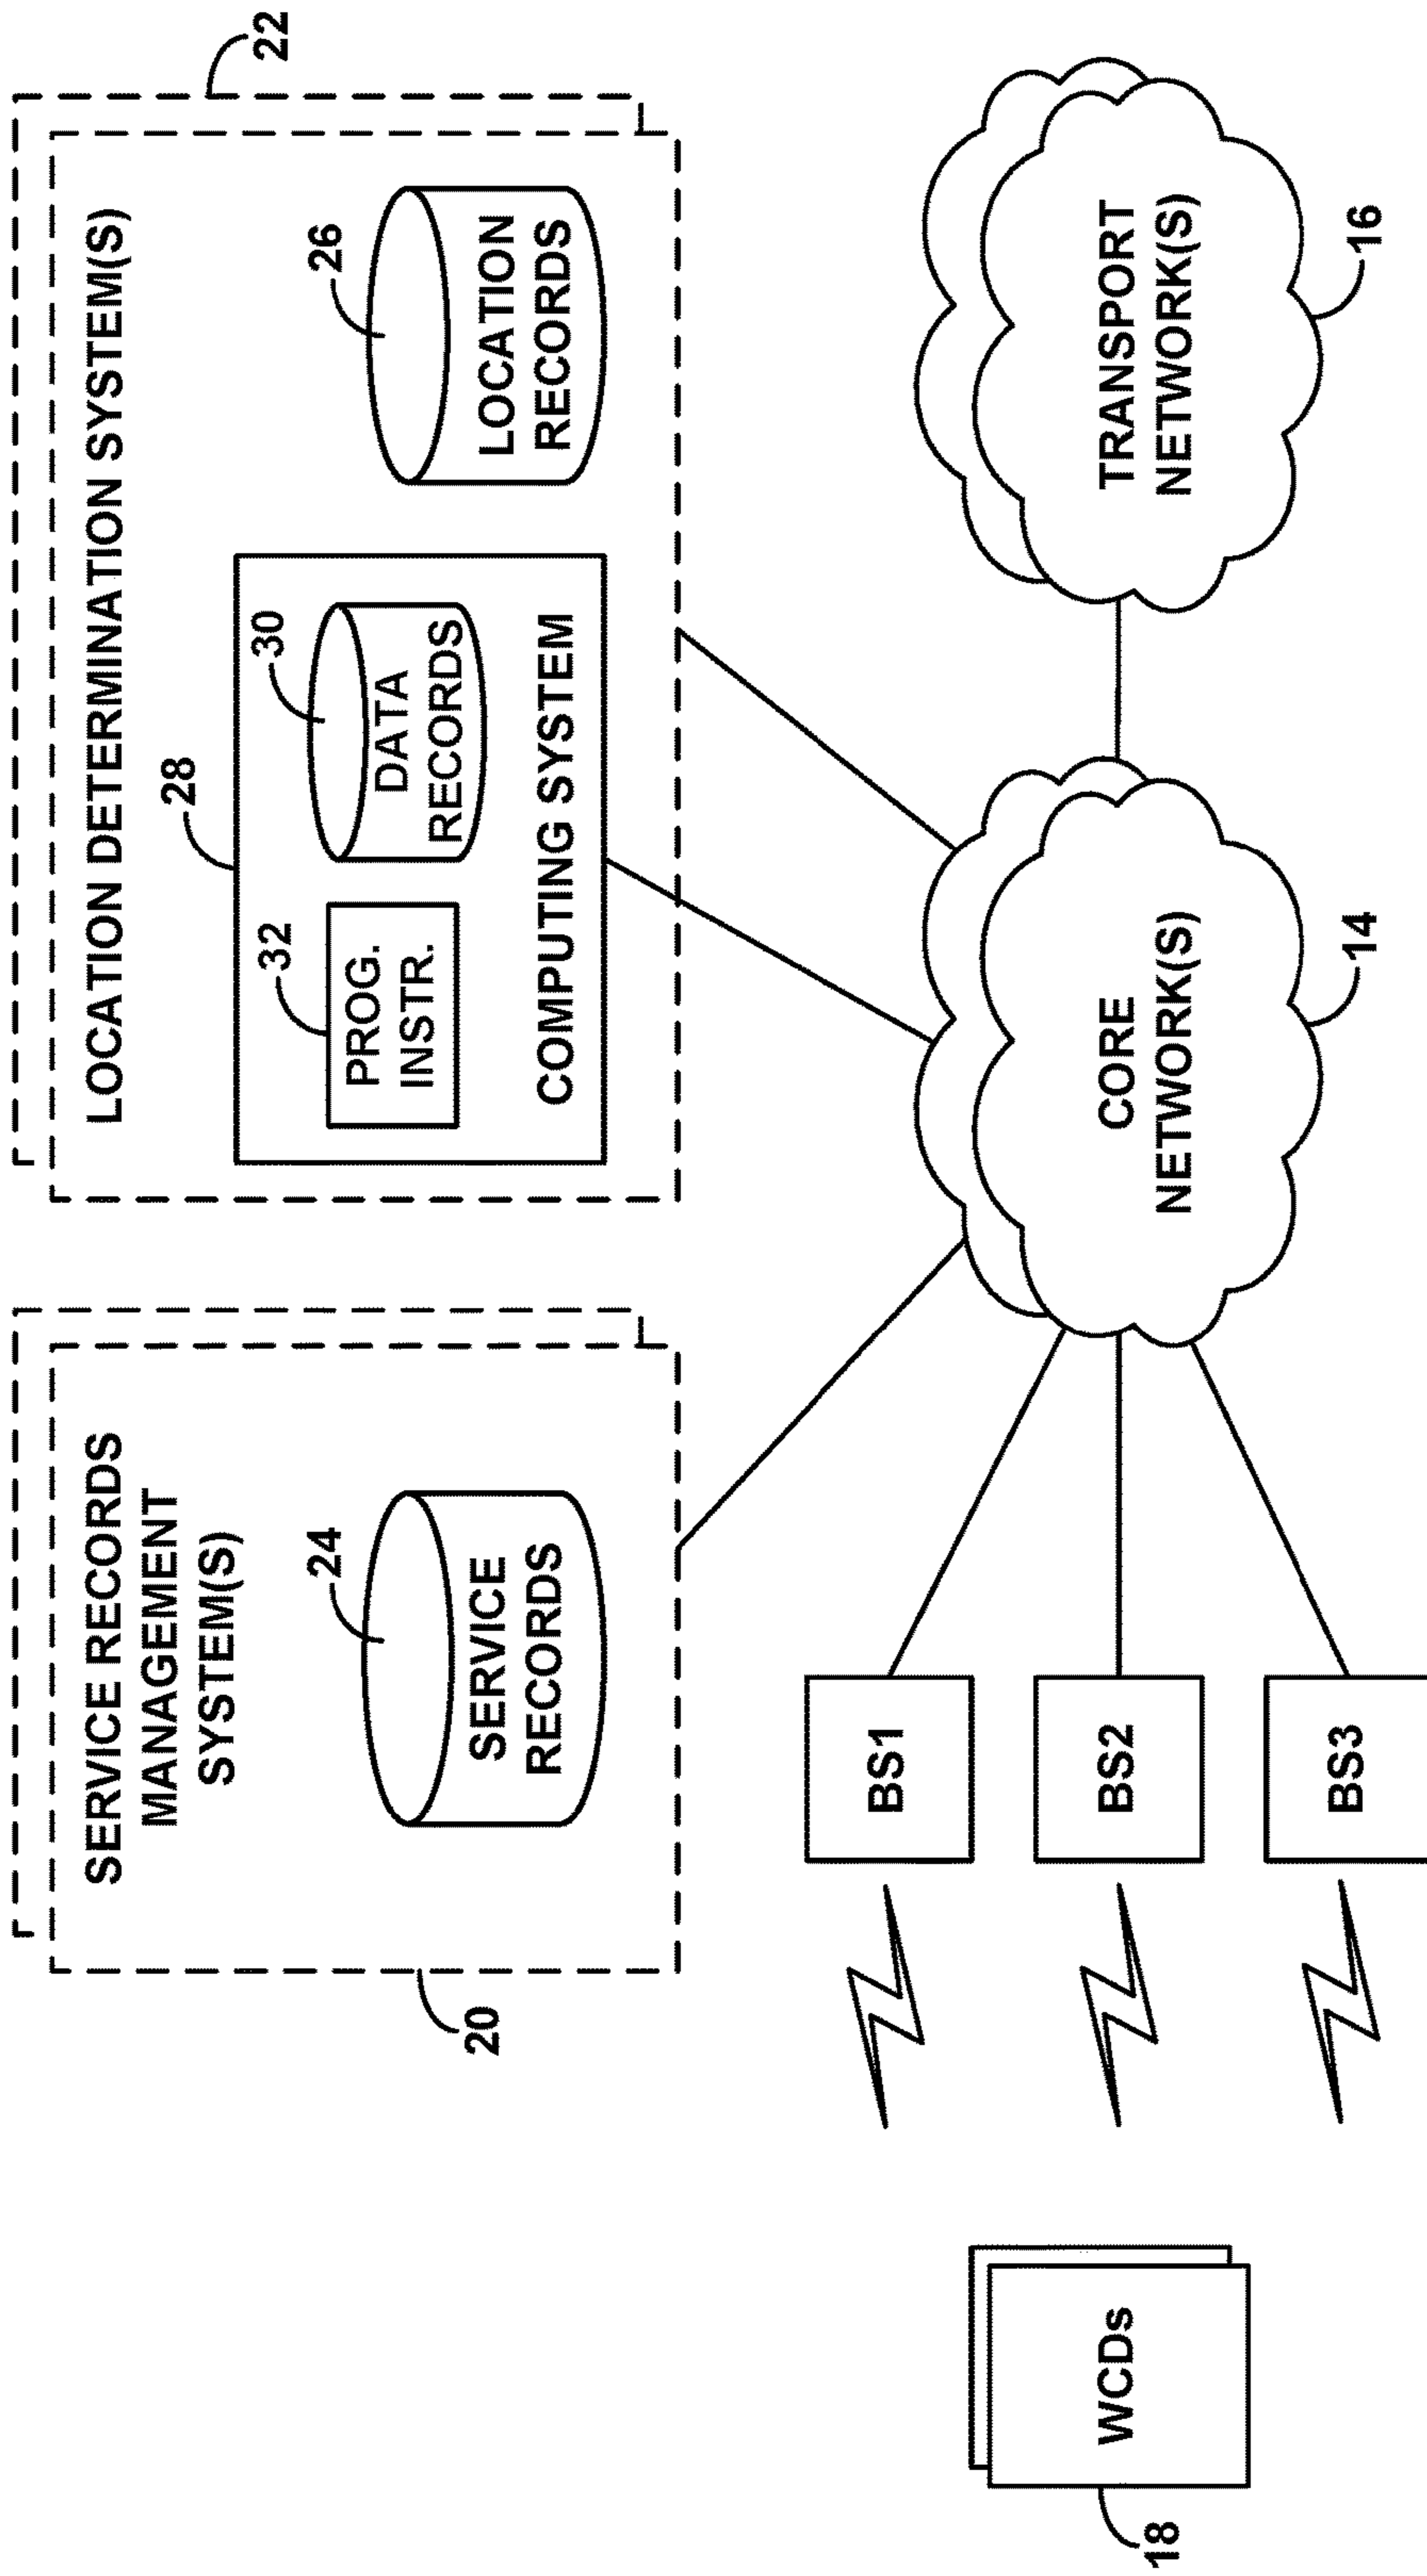 SERVICE RECORDS
MANAGEMENT
SYSTEM(S)
24
SERVICE
RECORDS
20
LOCATION DETERMINATION SYSTEM(S)
22
28
32
PROG.
INSTR.
30
DATA
RECORDS
COMPUTING SYSTEM
26
LOCATION
RECORDS
WCDs
18
BS1
BS2
BS3
CORE
NETWORK(S)
14
TRANSPORT
NETWORK(S)
16